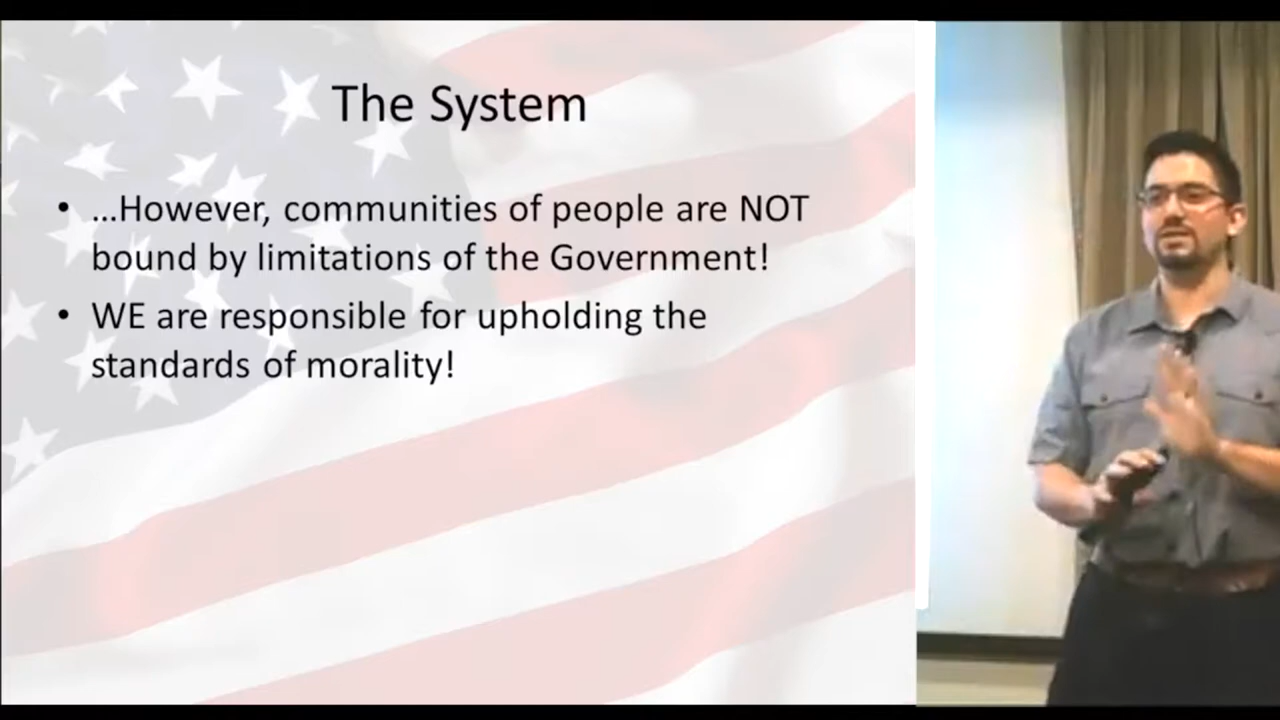 The System
• ...However, communities of people are NOT
bound by limitations of the Government!
• WE are responsible for upholding the
standards of morality!